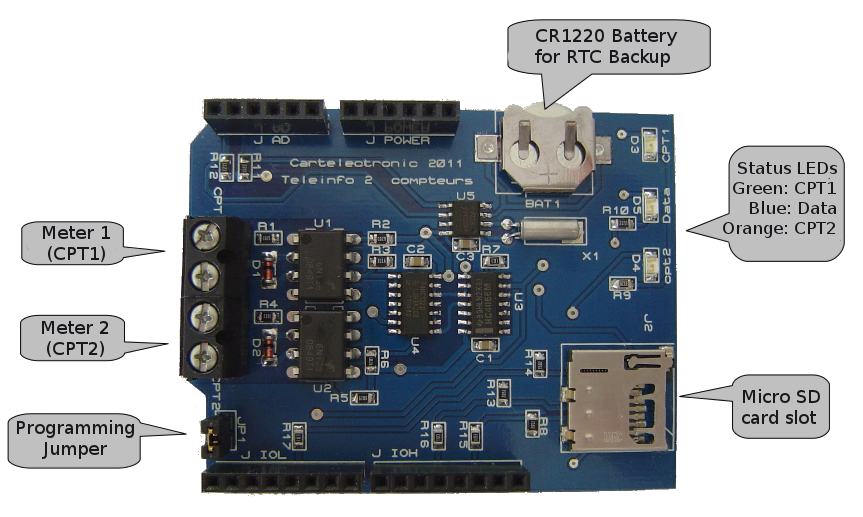 CR1220 Battery
for RTC Backup
J AD
J POWER
R12
R11
Cartelectronic 2011
Teleinfo 2 compteurs
D3
CPT1
Status LEDs
Green: CPT1
Blue: Data
Orange: CPT2
CPT
U5
BAT1
D5
Data
R10
Meter 1
(CPT1)
R1
U1
R2
R3
C2
C3
R7
X1
D1
D4
cpt2
R9
Meter 2
(CPT2)
R4
U3
U4
J2
D2
R6
C1
R14
U2
R5
R13
CPT2
Micro SD
card slot
Programming
Jumper
JP1
R17
R16
R15
R8
J IOL
J IOH